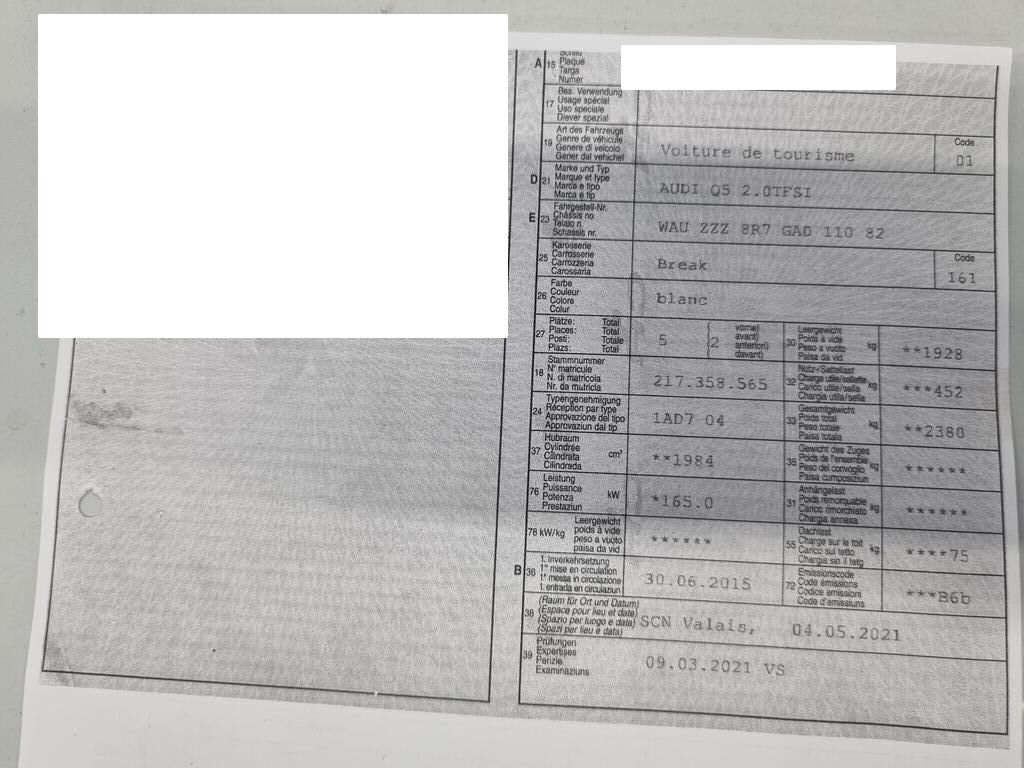 Schild
A 15 Plaque
Targa
Numer
Bes. Verwendung
17 Usage spécial
Uso speciale
Diever spezial
Art des Fahrzeugs
19 Genre de véhicule Voiture de tourisme Code
Genere di veicolo 01
Gener dal vehichel
Marke und Typ
D 21 Marque et type AUDI Q5 2.0TFSI
Marca e tipo
Marca e tip
Fahrgestell-Nr.
E 23 Châssis no WAU ZZZ 8R7 GA0 110 82
Telaio n.
Schassis nr.
Karosserie
25 Carrosserie Break Code
Carrozzeria 161
Carossaria
Farbe
26 Couleur blanc
Colore
Colur
Plätze: Total vorne) Leergewicht
27 Places: Total 5 (2 avant) 30 Poids à vide kg **1928
Posti: Totale anteriori) Peso a vuoto
Plazs: Total davant) Paisa da vid
Stammnummer Nutz-/Sattellast
18 N° matricule 217.358.565 32 Charge utile/sellette kg ***452
N. di matricola Carico utile/sella
Nr. da matricla Chargia utila/sella
Typengenehmigung Gesamtgewicht
24 Réception par type 1AD7 04 33 Poids total kg **2380
Approvazione del tipo Peso totale
Approvaziun dal tip Paisa totala
Hubraum Gewicht des Zuges
37 Cylindrée cm³ **1984 35 Poids de l'ensemble kg ******
Cilindrata Peso del convoglio
Cilindrada Paisa cumposiziun
Leistung Anhängelast
76 Puissance kW *165.0 31 Poids remorquable kg ******
Potenza Carico rimorchiato
Prestaziun Chargia annexa
Leergewicht Dachlast
78 kW/kg poids à vide ****** 55 Charge sur le toit kg ****75
peso a vuoto Carico sul tetto
paisa da vid Chargia sin il tetg
1. Inverkehrsetzung Emissionscode
B 36 1re mise en circulation 30.06.2015 72 Code émissions ***B6b
1a messa in circolazione Codice emissioni
1. entrada en circulaziun Code d'emissiuns
(Raum für Ort und Datum)
38 (Espace pour lieu et date) SCN Valais, 04.05.2021
(Spazio per luogo e data)
(Spazi per lieu e data)
Prüfungen
39 Expertises 09.03.2021 VS
Perizie
Examinaziuns